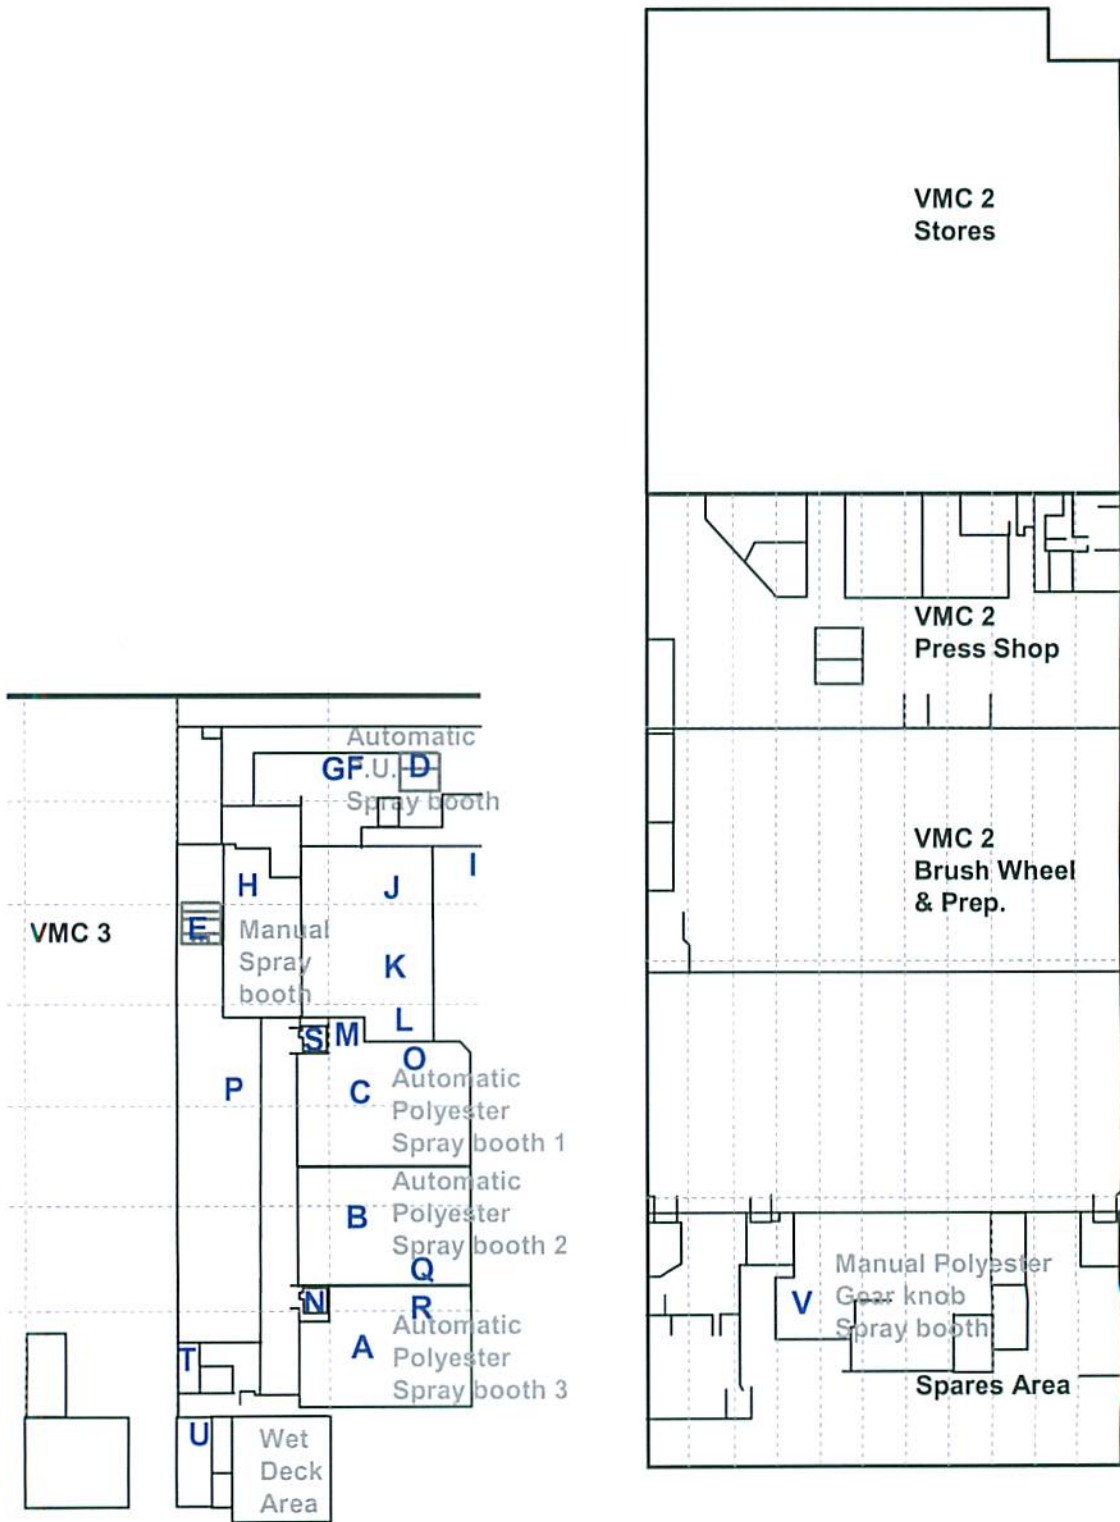 VMC 2
Stores
VMC 2
Press Shop
Automatic
GF
.U.
D
Spray booth
VMC 2
Brush Wheel
& Prep.
I
H
J
VMC 3
E
Manual
Spray
booth
K
L
S
M
O
P
C
Automatic
Polyester
Spray booth 1
B
Automatic
Polyester
Spray booth 2
Q
N
R
A
Automatic
Polyester
Spray booth 3
T
U
Wet
Deck
Area
V
Manual Polyester
Gear knob
Spray booth
Spares Area